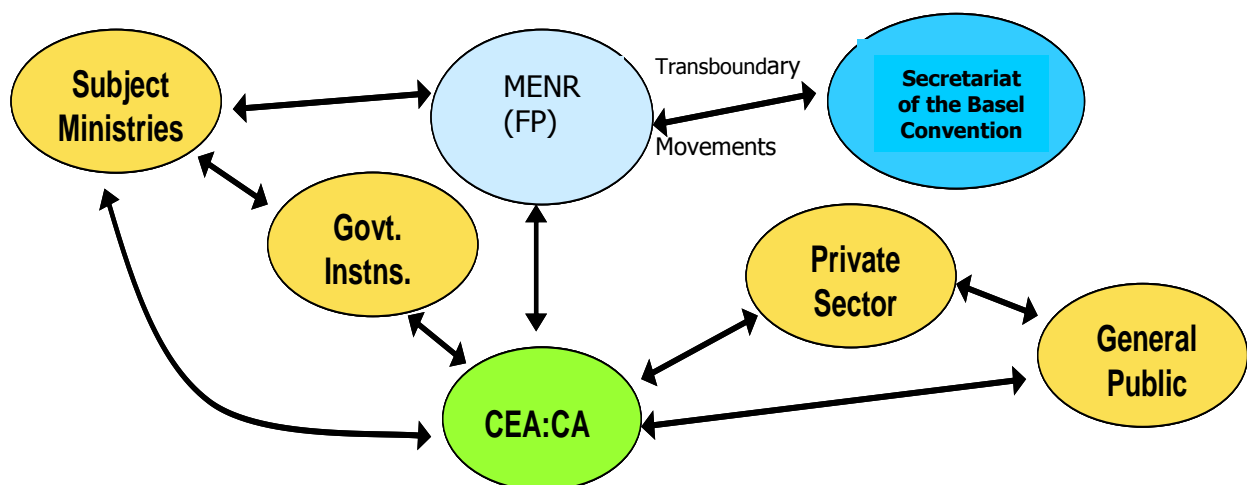 Subject
Ministries
MENR
(FP)
Transboundary
Movements
Secretariat
of the Basel
Convention
Govt.
Instns.
Private
Sector
General
Public
CEA:CA